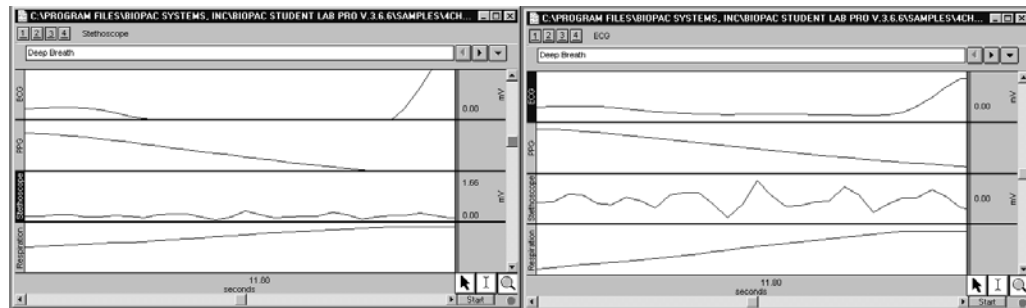 C:\PROGRAM FILES\BIOPAC SYSTEMS, INC\BIOPAC STUDENT LAB PRO V.3.6.6\SAMPLES\4CH...
1 2 3 4 Stethoscope
Deep Breath
ECG
0.00
mV
PPG
Stethoscope
1.66
0.00
mV
Respiration
11.80
seconds
Start
C:\PROGRAM FILES\BIOPAC SYSTEMS, INC\BIOPAC STUDENT LAB PRO V.3.6.6\SAMPLES\4CH...
1 2 3 4 ECG
Deep Breath
ECG
0.00
mV
PPG
Stethoscope
0.00
mV
Respiration
11.80
seconds
Start